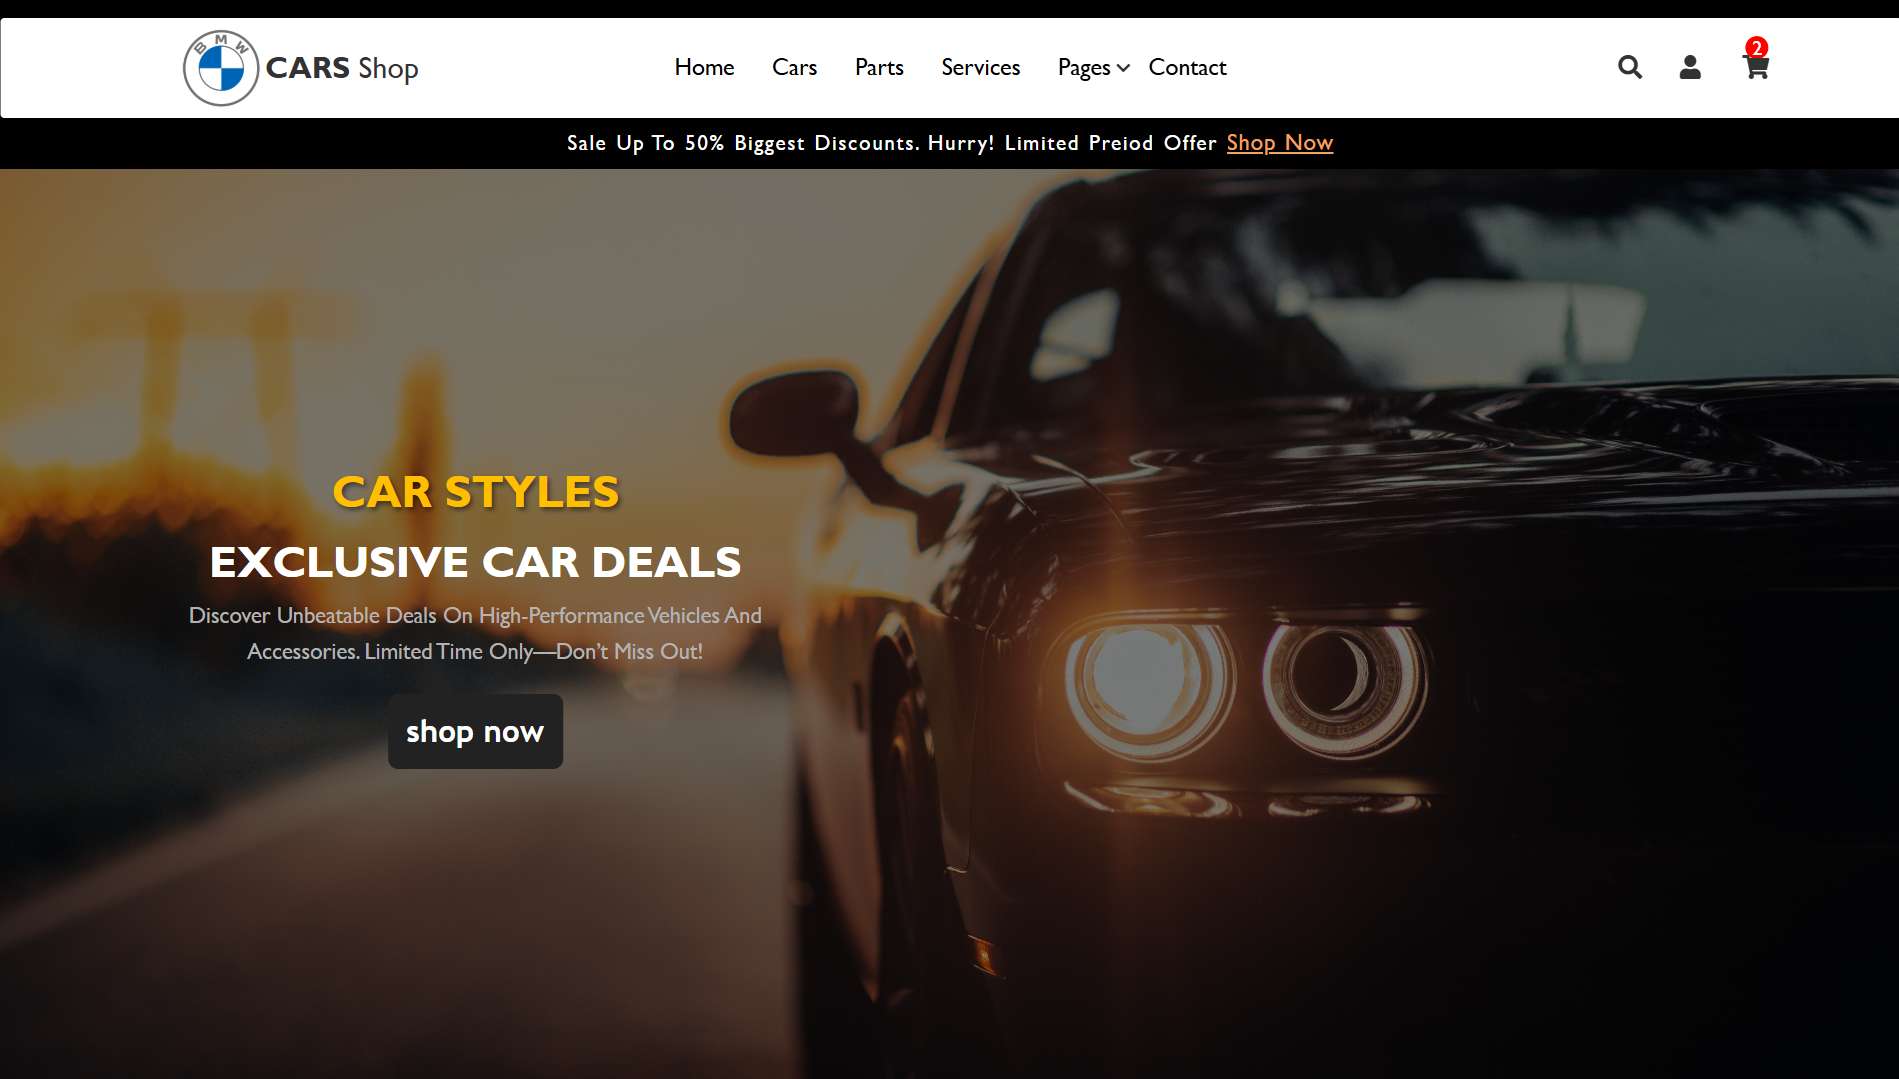 BMW
CARS Shop
Home Cars Parts Services Pages Contact
2
Sale Up To 50% Biggest Discounts. Hurry! Limited Preiod Offer Shop Now
CAR STYLES
EXCLUSIVE CAR DEALS
Discover Unbeatable Deals On High-Performance Vehicles And
Accessories. Limited Time Only—Don’t Miss Out!
shop now